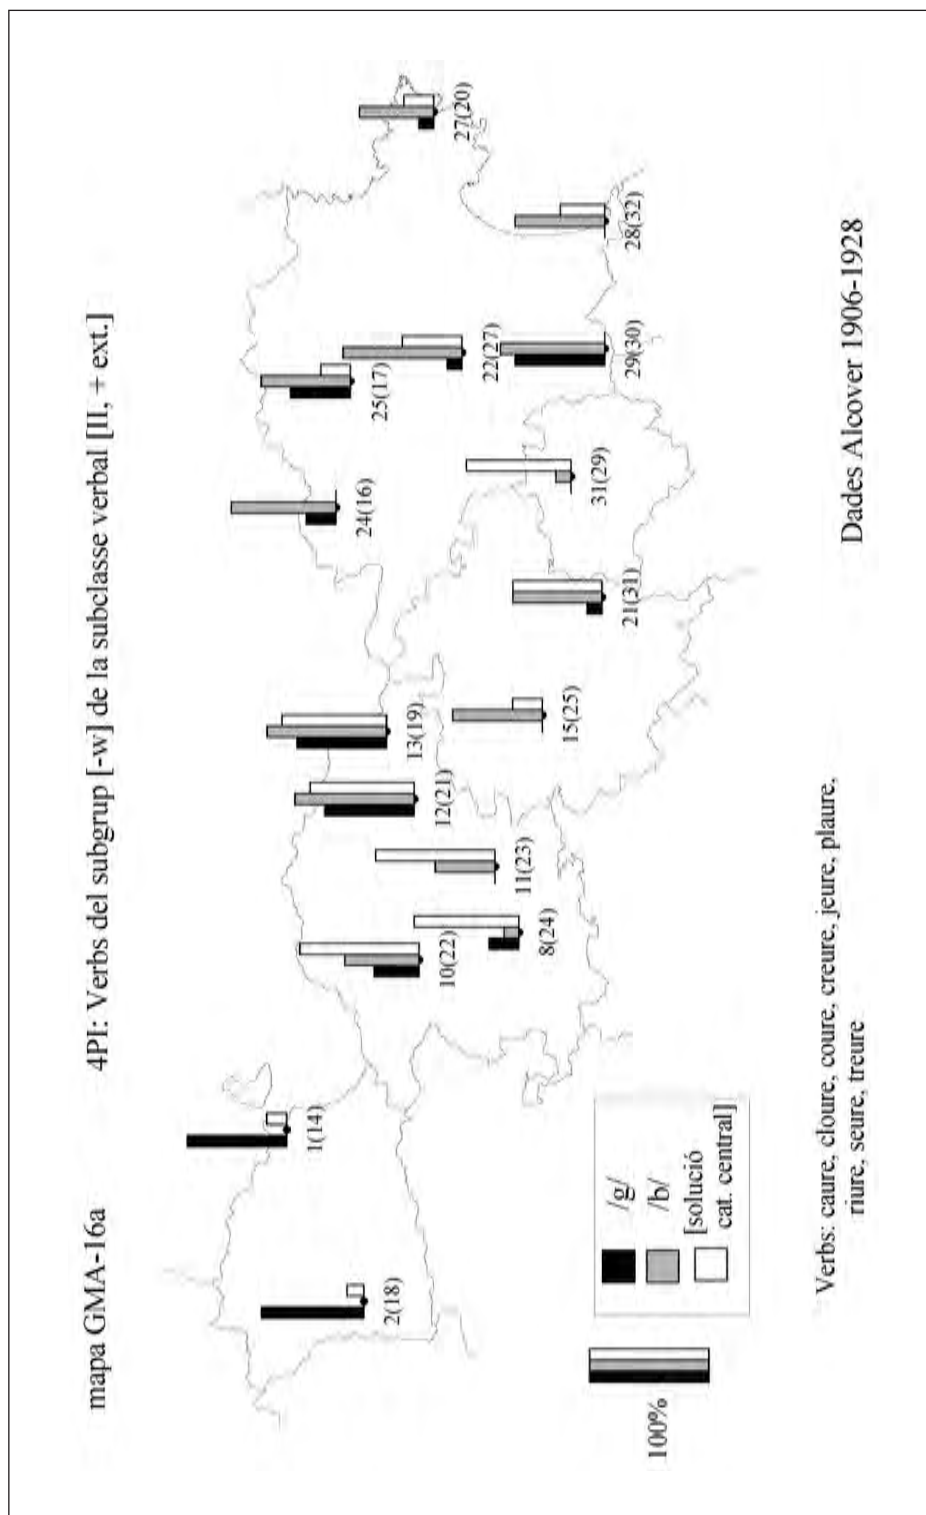 mapa GMA-16a
4PI: Verbs del subgrup [-w] de la subclasse verbal [II, + ext.]
1(14)
2(18)
10(22)
8(24)
11(23)
12(21)
13(19)
15(25)
24(16)
21(31)
31(29)
25(17)
22(27)
29(30)
28(32)
27(20)
100%
/g/
/b/
[solució
cat. central]
Verbs: caure, cloure, coure, creure, jeure, plaure,
riure, seure, treure
Dades Alcover 1906-1928